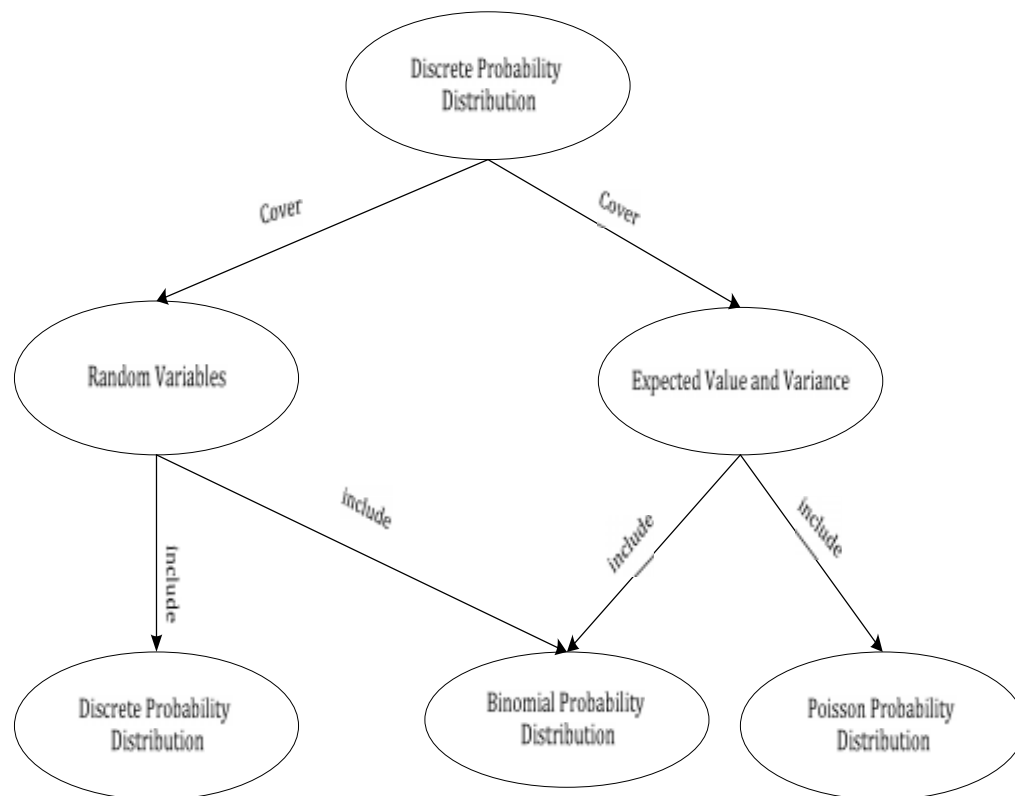 Discrete Probability
Distribution
Cover
Cover
Random Variables
Expected Value and Variance
include
include
include
include
Discrete Probability
Distribution
Binomial Probability
Distribution
Poisson Probability
Distribution